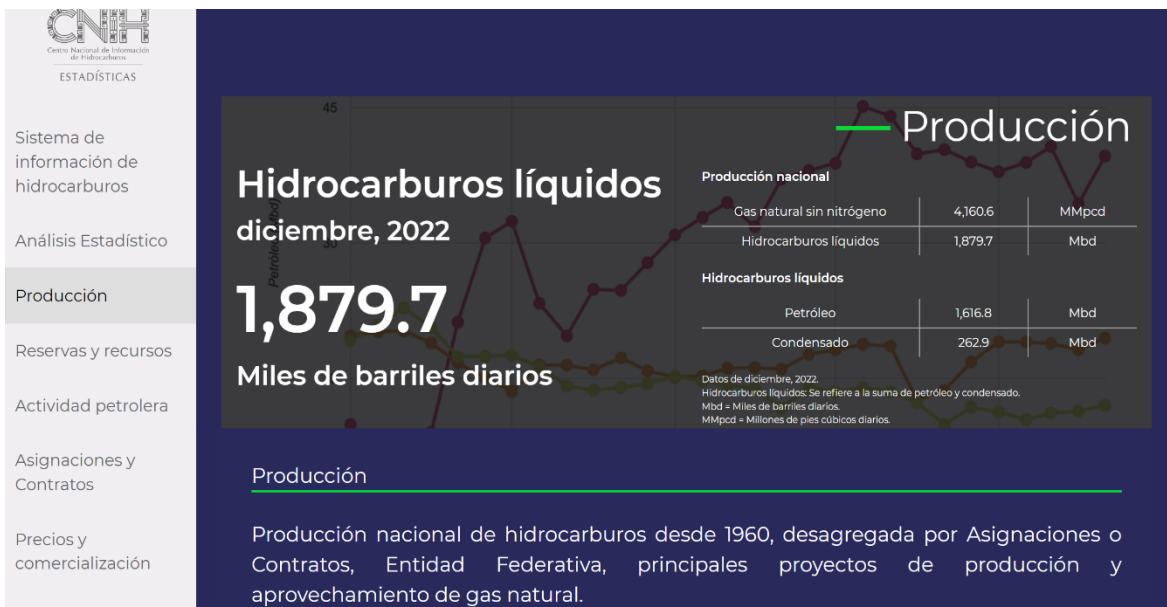 CNIH
Centro Nacional de Información
de Hidrocarburos
ESTADÍSTICAS
Sistema de
información de
hidrocarburos
Análisis Estadístico
Producción
Reservas y recursos
Actividad petrolera
Asignaciones y
Contratos
Precios y
comercialización
45
30
Petróleo (Mbd)
Producción
Hidrocarburos líquidos
diciembre, 2022
1,879.7
Miles de barriles diarios
Producción nacional
Gas natural sin nitrógeno 4,160.6 MMpcd
Hidrocarburos líquidos 1,879.7 Mbd
Hidrocarburos líquidos
Petróleo 1,616.8 Mbd
Condensado 262.9 Mbd
Datos de diciembre, 2022.
Hidrocarburos líquidos: Se refiere a la suma de petróleo y condensado.
Mbd = Miles de barriles diarios.
MMpcd = Millones de pies cúbicos diarios.
Producción
Producción nacional de hidrocarburos desde 1960, desagregada por Asignaciones o
Contratos, Entidad Federativa, principales proyectos de producción y
aprovechamiento de gas natural.